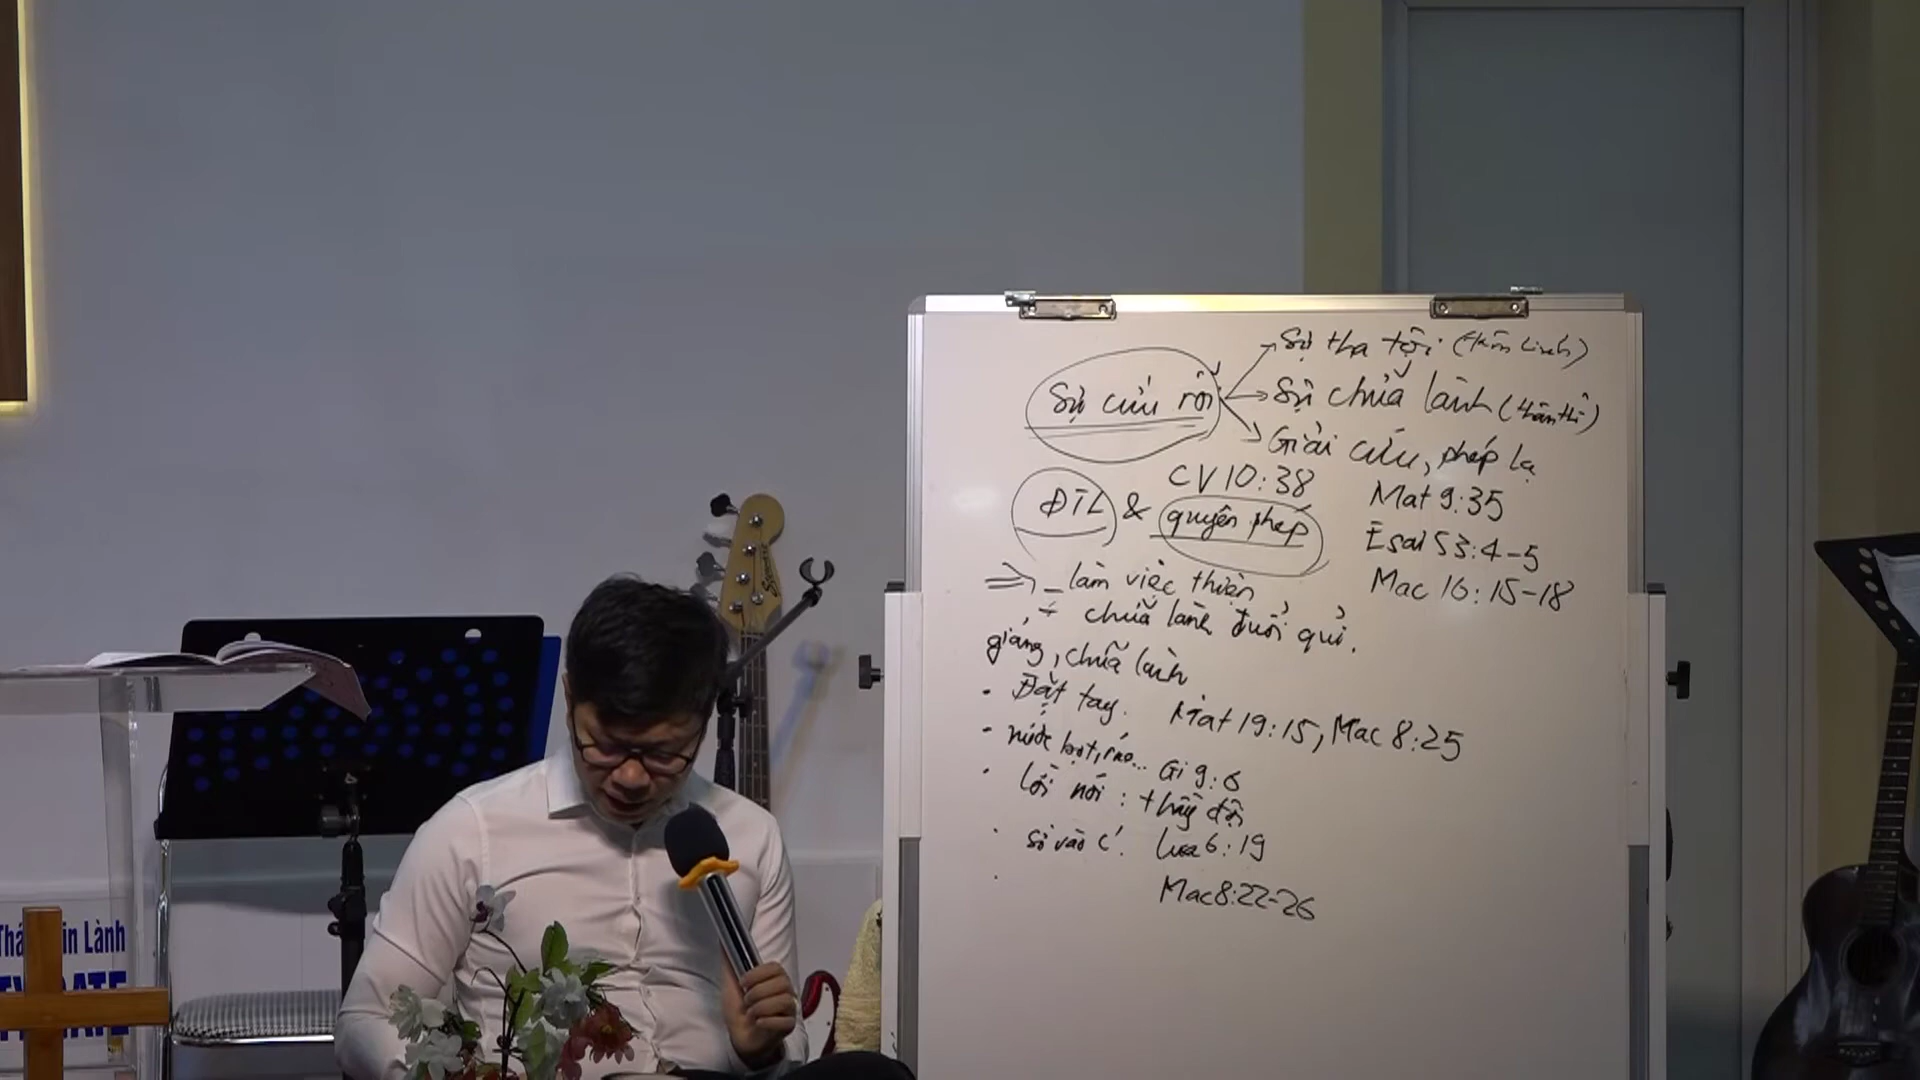 Sự tha tội (tâm linh)
Sự cứu rỗi
Sự chữa lành (thân thể)
Giải cứu, phép lạ
CV 10:38
Mat 9:35
ĐTL & quyền phép
Êsai 53:4-5
Mac 16:15-18
=> - làm việc thiện
+ chữa lành, đuổi quỉ.
giảng, chữa lành
. Đặt tay. Mat 19:15, Mac 8:25
. nước bọt, ... Gi 9:6
. lời nói : thầy đội
. sờ vào C. Luca 6:19
.
Mac 8:22-26
in Lành